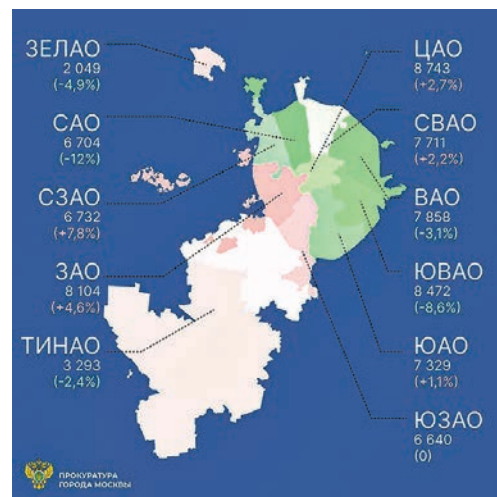 ЗЕЛАО
2 049
(-4,9%)
САО
6 704
(-12%)
СЗАО
6 732
(+7,8%)
ЗАО
8 104
(+4,6%)
ТИНАО
3 293
(-2,4%)
ЦАО
8 743
(+2,7%)
СВАО
7 711
(+2,2%)
ВАО
7 858
(-3,1%)
ЮВАО
8 472
(-8,6%)
ЮАО
7 329
(+1,1%)
ЮЗАО
6 640
(0)
ПРОКУРАТУРА
ГОРОДА МОСКВЫ